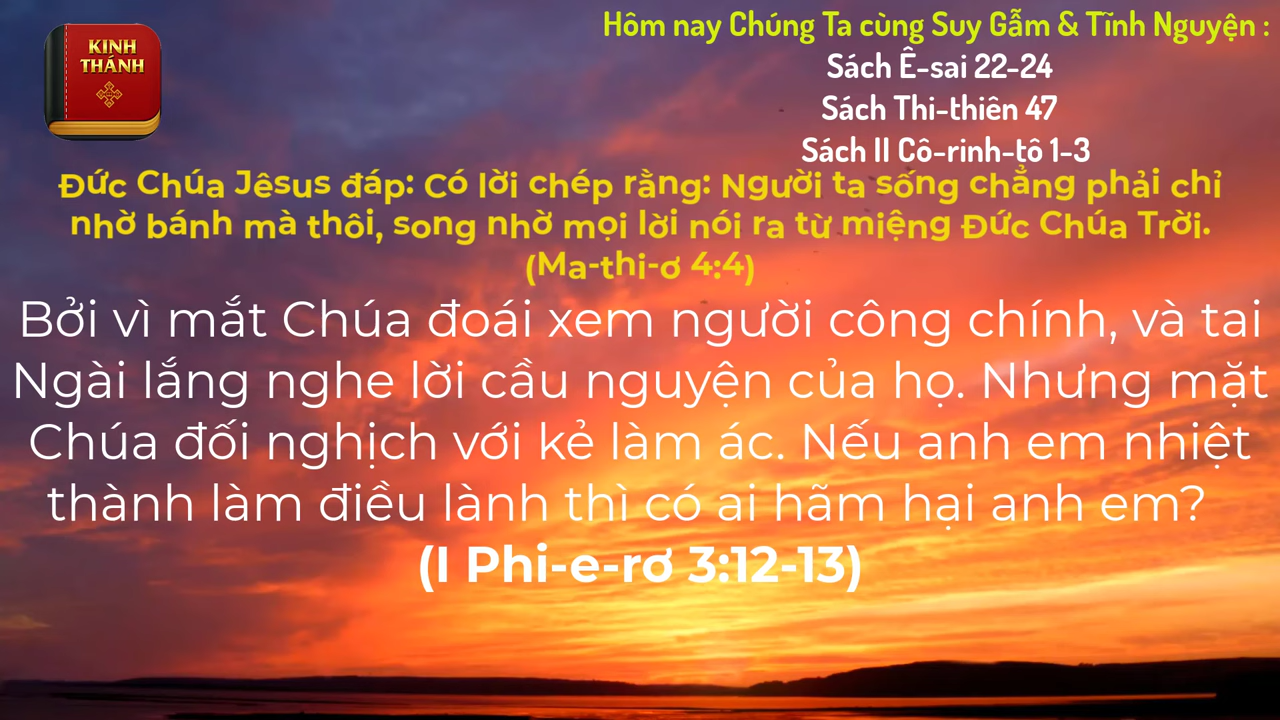 KINH
THÁNH
Hôm nay Chúng Ta cùng Suy Gẫm & Tĩnh Nguyện :
Sách Ê-sai 22-24
Sách Thi-thiên 47
Sách II Cô-rinh-tô 1-3
Đức Chúa Jêsus đáp: Có lời chép rằng: Người ta sống chẳng phải chỉ
nhờ bánh mà thôi, song nhờ mọi lời nói ra từ miệng Đức Chúa Trời.
(Ma-thi-ơ 4:4)
Bởi vì mắt Chúa đoái xem người công chính, và tai
Ngài lắng nghe lời cầu nguyện của họ. Nhưng mặt
Chúa đối nghịch với kẻ làm ác. Nếu anh em nhiệt
thành làm điều lành thì có ai hãm hại anh em?
(I Phi-e-rơ 3:12-13)